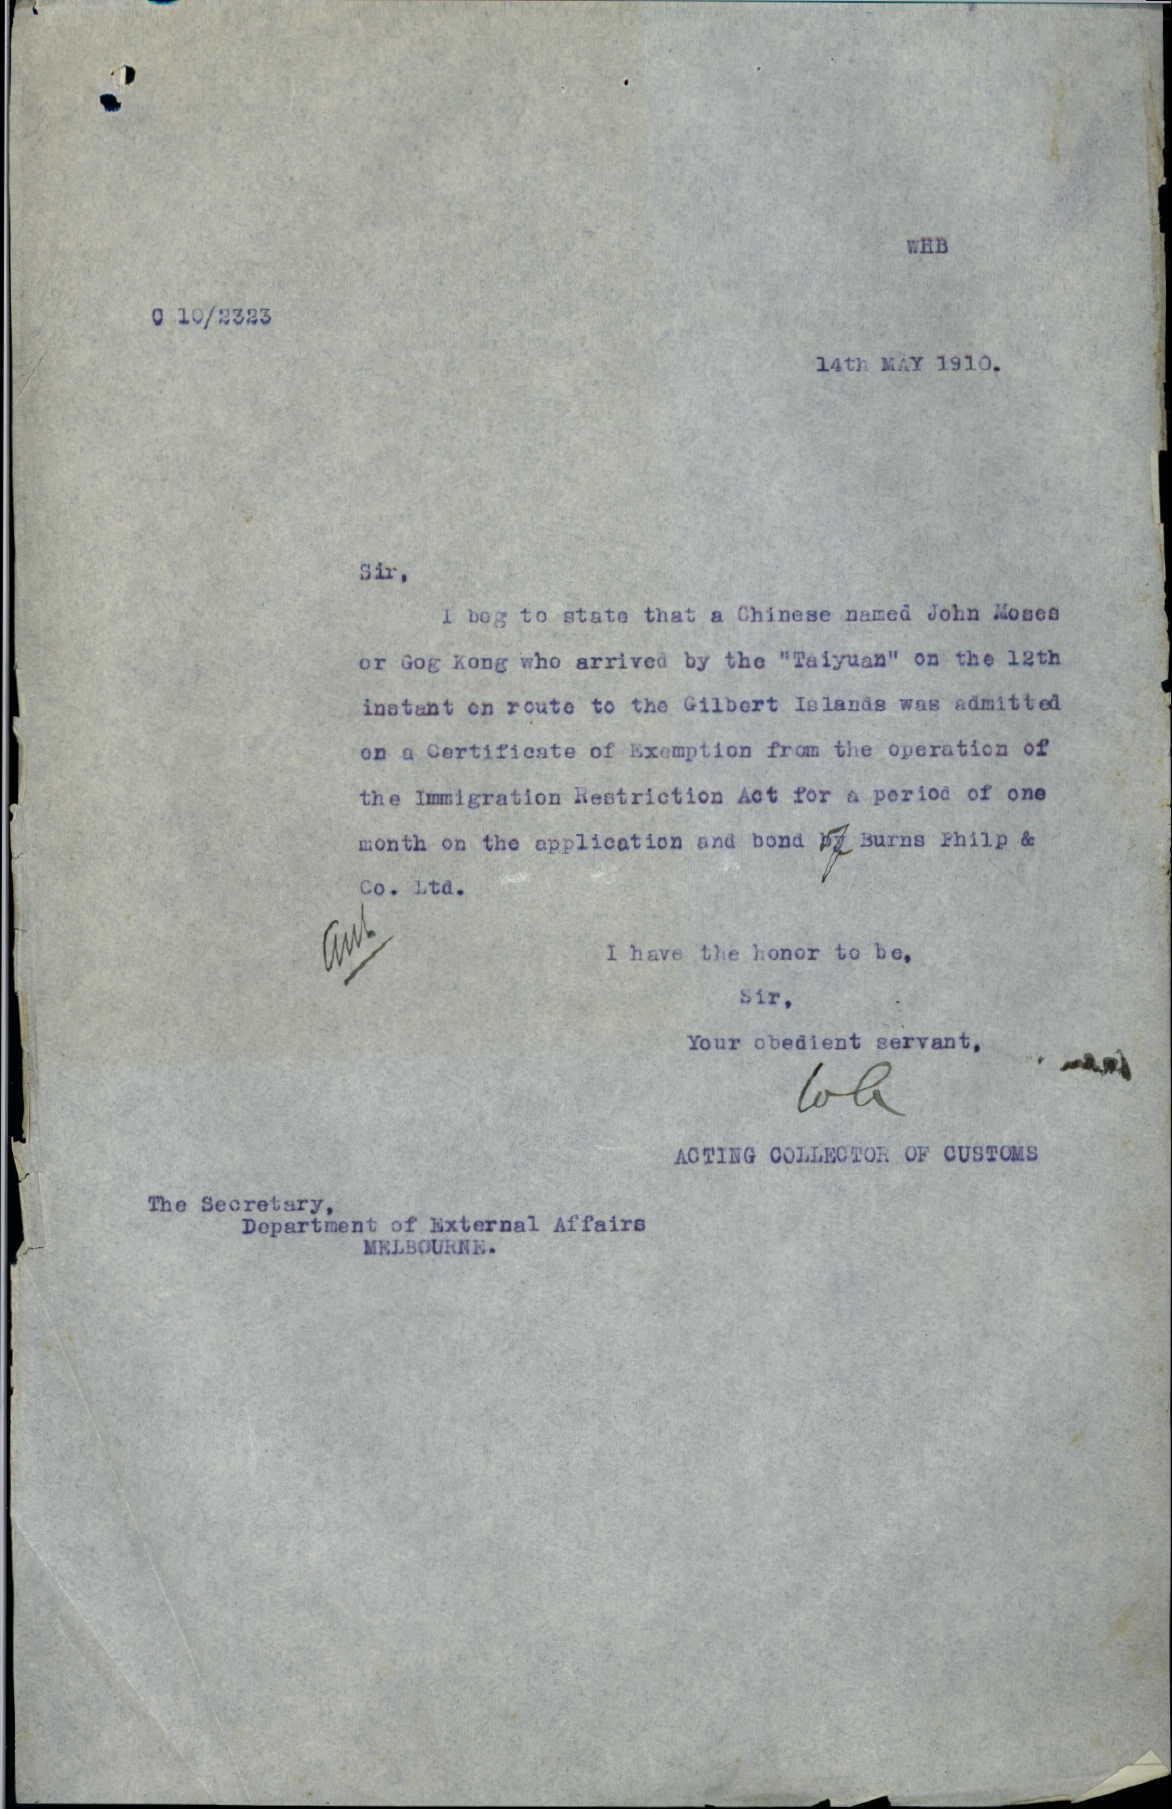 WHB
C 10/2323
14th MAY 1910.
Sir,
I beg to state that a Chinese named John Moses
or Gog Kong who arrived by the "Taiyuan" on the 12th
instant en route to the Gilbert Islands was admitted
on a Certificate of Exemption from the operation of
the Immigration Restriction Act for a period of one
month on the application and bond of Burns Philp &
Co. Ltd.
I have the honor to be,
Sir,
Your obedient servant,
ACTING COLLECTOR OF CUSTOMS
The Secretary,
Department of External Affairs
MELBOURNE.